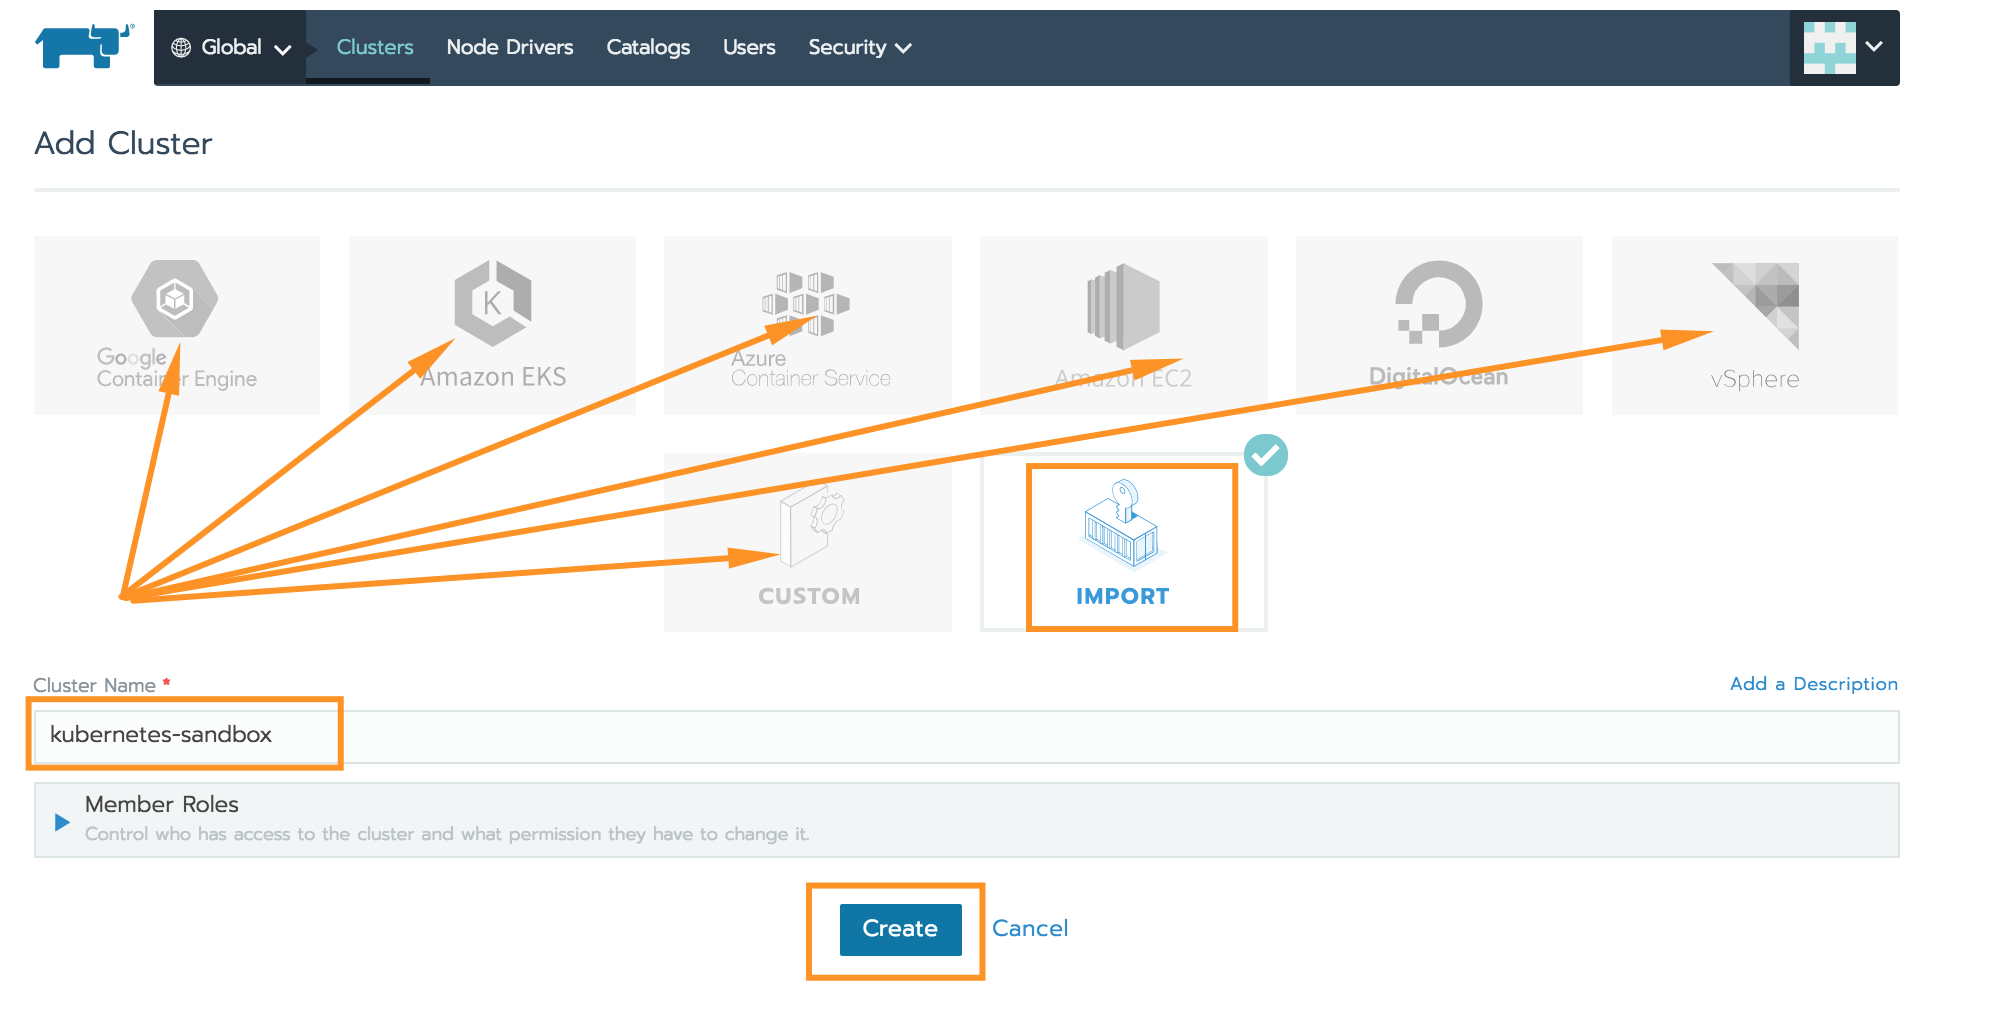 Global Clusters Node Drivers Catalogs Users Security
Add Cluster
Google
Container Engine
K
Amazon EKS
Azure
Container Service
Amazon EC2
DigitalOcean
vSphere
CUSTOM
IMPORT
Cluster Name *
Add a Description
kubernetes-sandbox
Member Roles
Control who has access to the cluster and what permission they have to change it.
Create Cancel